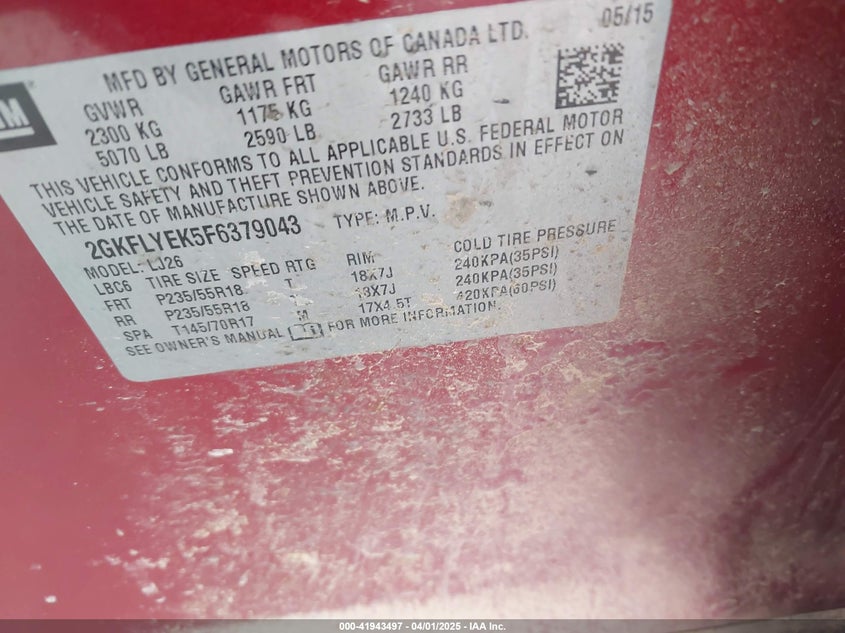 05/15
MFD BY GENERAL MOTORS OF CANADA LTD.
GVWR GAWR FRT GAWR RR
2300 KG 1175 KG 1240 KG
5070 LB 2590 LB 2733 LB
THIS VEHICLE CONFORMS TO ALL APPLICABLE U.S. FEDERAL MOTOR
VEHICLE SAFETY AND THEFT PREVENTION STANDARDS IN EFFECT ON
THE DATE OF MANUFACTURE SHOWN ABOVE.
2GKFLYEK5F6379043 TYPE: M.P.V.
MODEL: LJ26
LBC6 TIRE SIZE SPEED RTG RIM COLD TIRE PRESSURE
FRT P235/55R18 T 18X7J 240KPA(35PSI)
RR P235/55R18 T 18X7J 240KPA(35PSI)
SPA T145/70R17 M 17X4.5T 420KPA(60PSI)
SEE OWNER'S MANUAL FOR MORE INFORMATION.
000-41943497 - 04/01/2025 - IAA Inc.